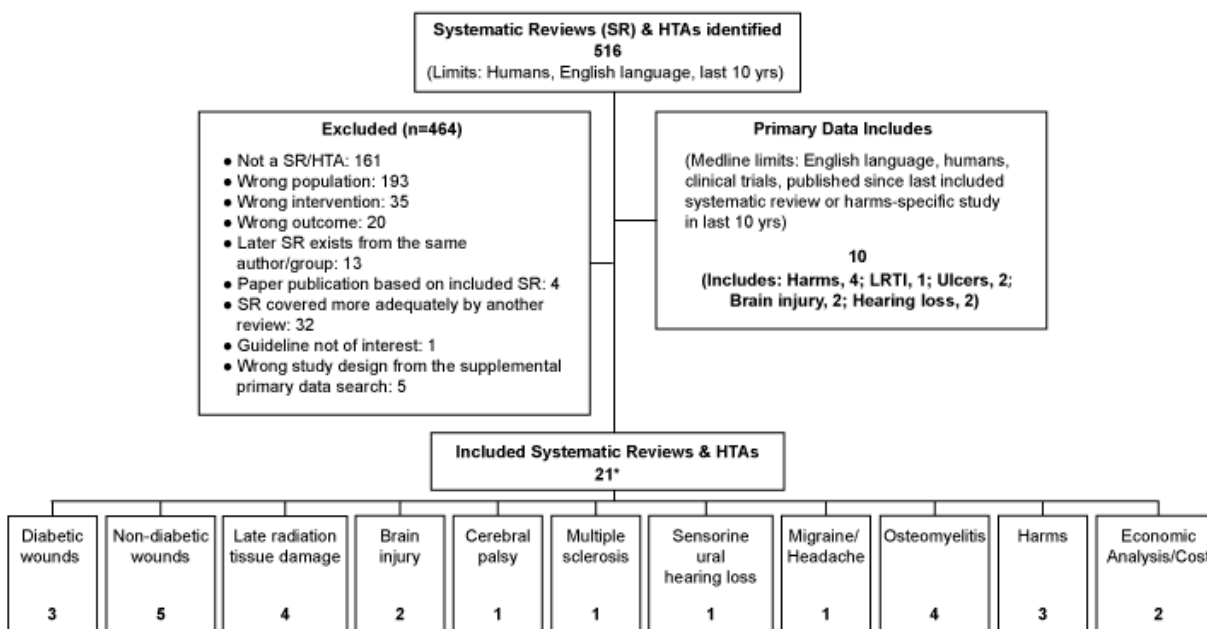 Systematic Reviews (SR) & HTAs identified
516
(Limits: Humans, English language, last 10 yrs)
Excluded (n=464)
● Not a SR/HTA: 161
● Wrong population: 193
● Wrong intervention: 35
● Wrong outcome: 20
● Later SR exists from the same
author/group: 13
● Paper publication based on included SR: 4
● SR covered more adequately by another
review: 32
● Guideline not of interest: 1
● Wrong study design from the supplemental
primary data search: 5
Primary Data Includes
(Medline limits: English language, humans,
clinical trials, published since last included
systematic review or harms-specific study
in last 10 yrs)
10
(Includes: Harms, 4; LRTI, 1; Ulcers, 2;
Brain injury, 2; Hearing loss, 2)
Included Systematic Reviews & HTAs
21*
Diabetic
wounds
3
Non-diabetic
wounds
5
Late radiation
tissue damage
4
Brain
injury
2
Cerebral
palsy
1
Multiple
sclerosis
1
Sensorine
ural
hearing loss
1
Migraine/
Headache
1
Osteomyelitis
4
Harms
3
Economic
Analysis/Cost
2